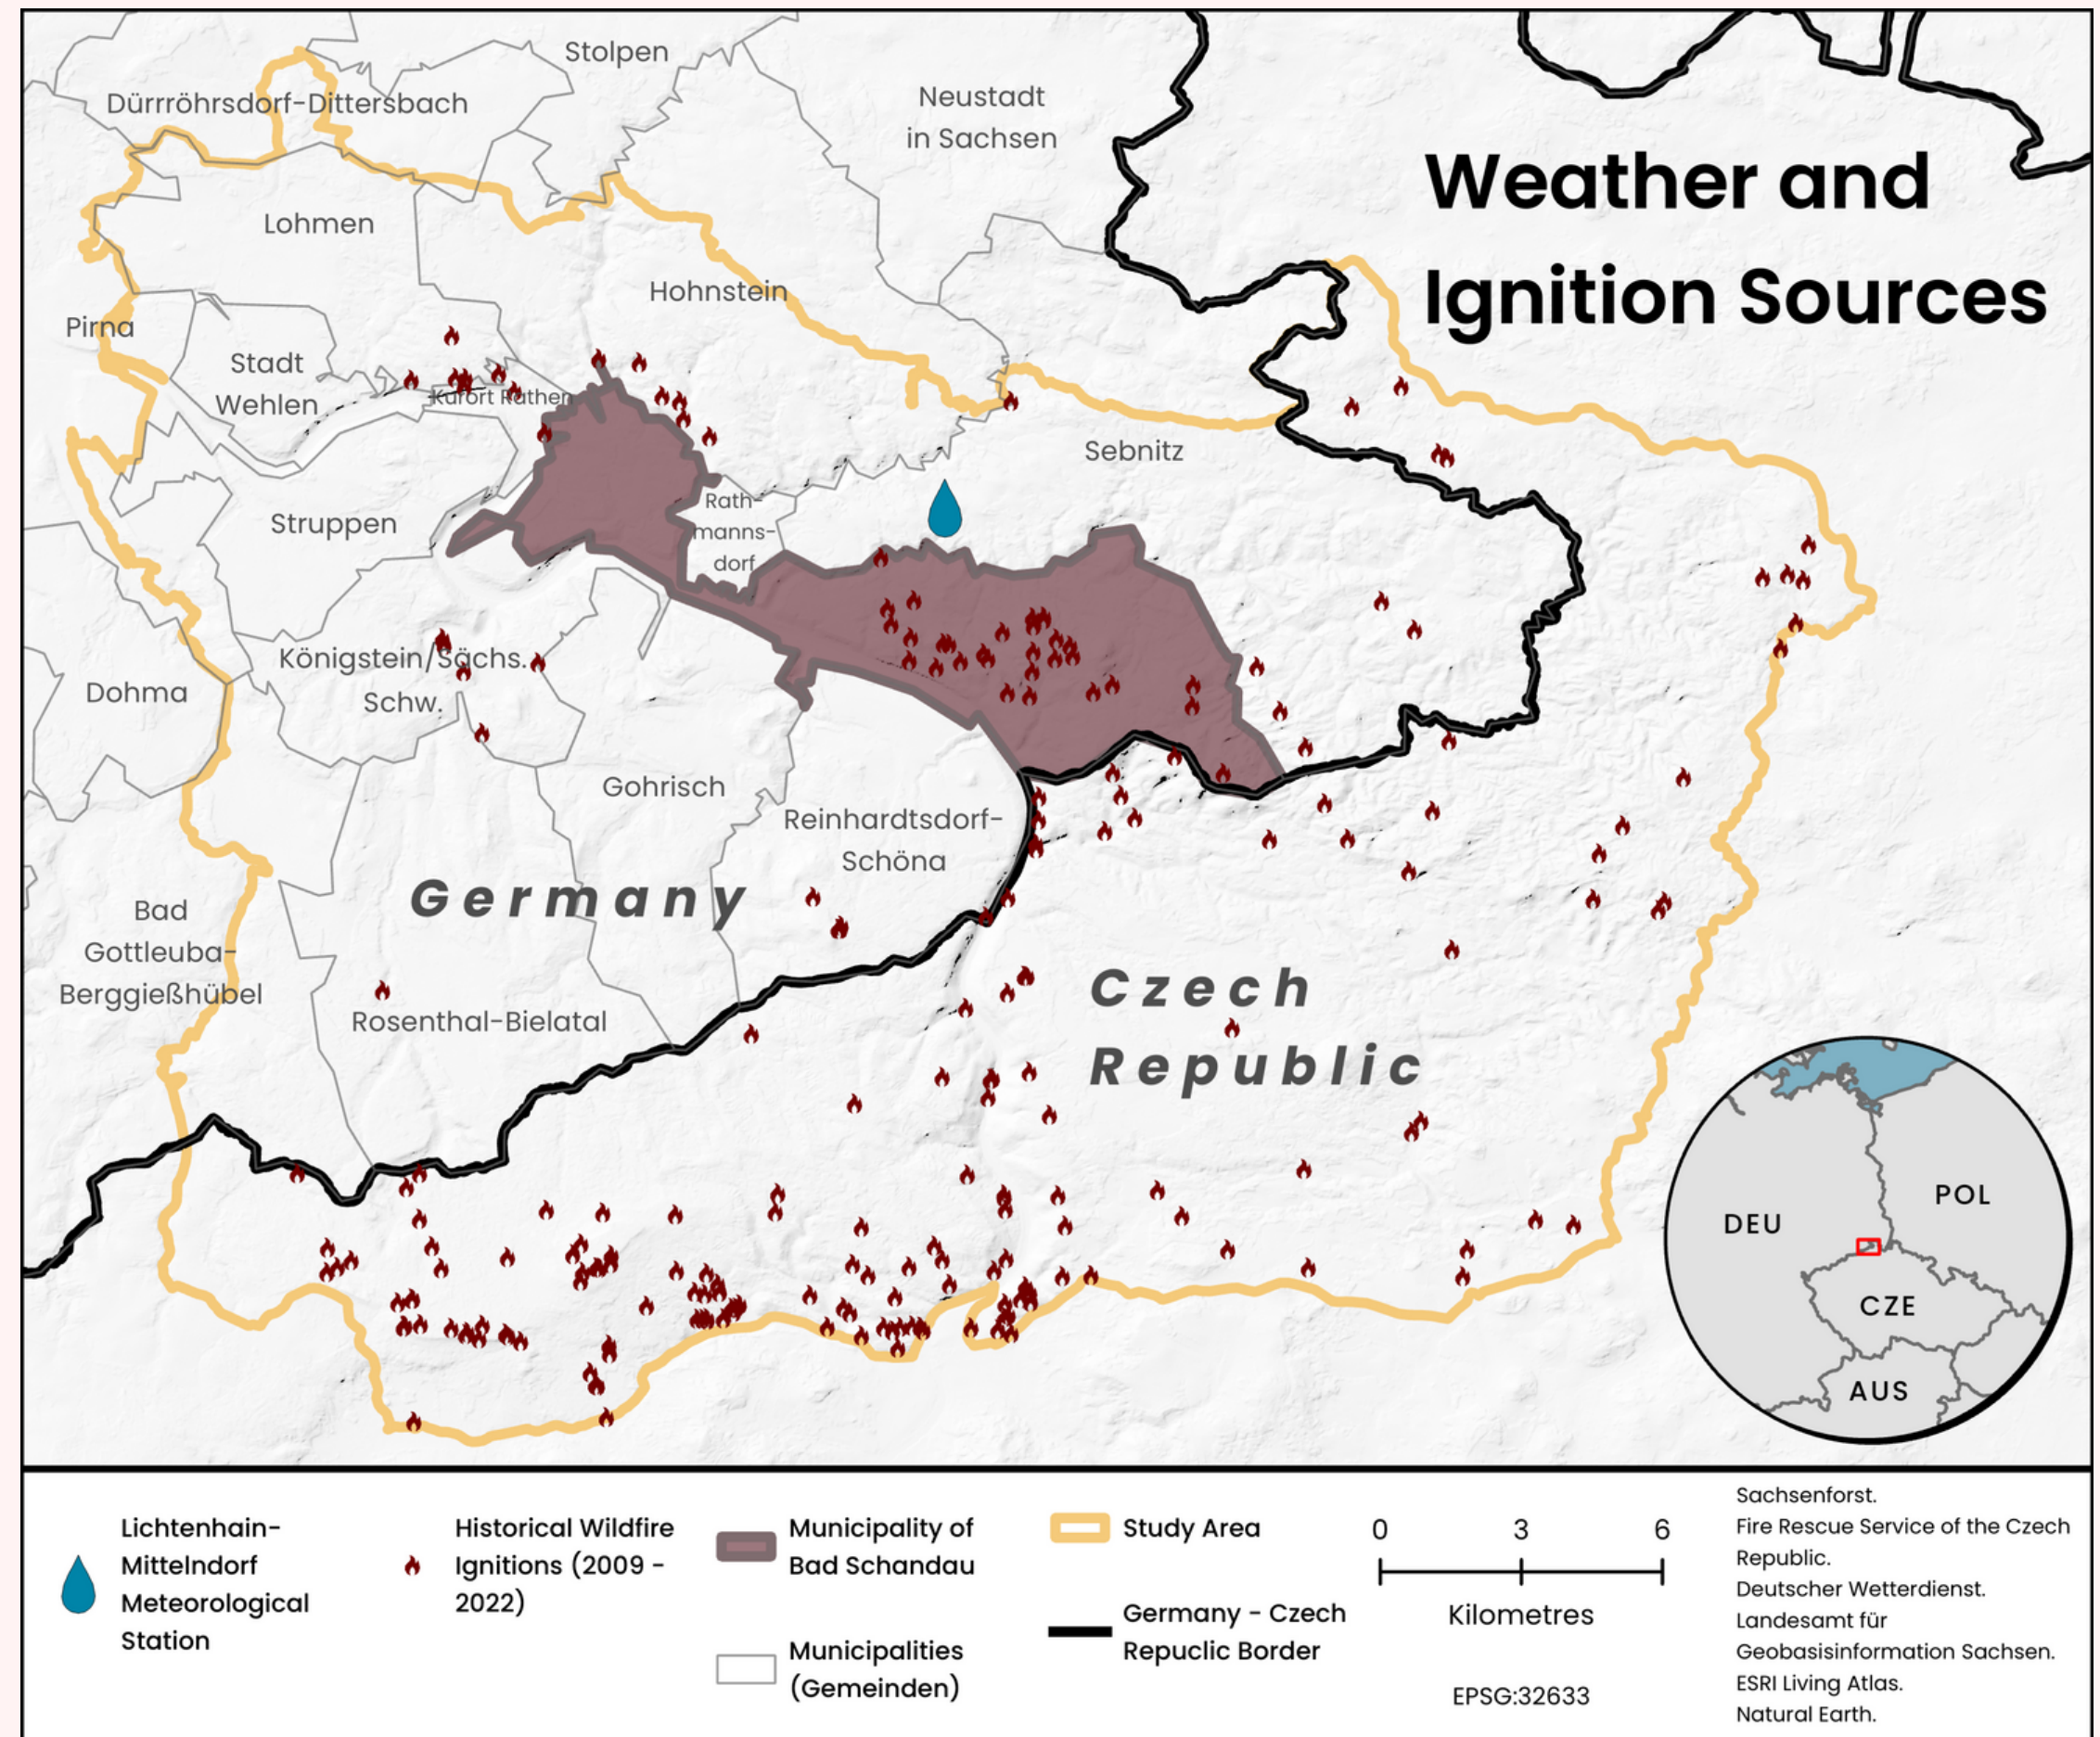 Stolpen
Dürrröhrsdorf-Dittersbach
Neustadt
in Sachsen
Weather and
Ignition Sources
Lohmen
Hohnstein
Pirna
Stadt
Wehlen
Kurort Rathen
Sebnitz
Rath-
manns-
dorf
Struppen
Königstein/Sächs.
Schw.
Dohma
Gohrisch
Reinhardtsdorf-
Schöna
Germany
Bad
Gottleuba-
Berggießhübel
Rosenthal-Bielatal
Czech
Republic
DEU
POL
CZE
AUS
Lichtenhain-
Mittelndorf
Meteorological
Station
Historical Wildfire
Ignitions (2009 -
2022)
Municipality of
Bad Schandau
Municipalities
(Gemeinden)
Study Area
Germany - Czech
Repuclic Border
0 3 6
Kilometres
EPSG:32633
Sachsenforst.
Fire Rescue Service of the Czech
Republic.
Deutscher Wetterdienst.
Landesamt für
Geobasisinformation Sachsen.
ESRI Living Atlas.
Natural Earth.